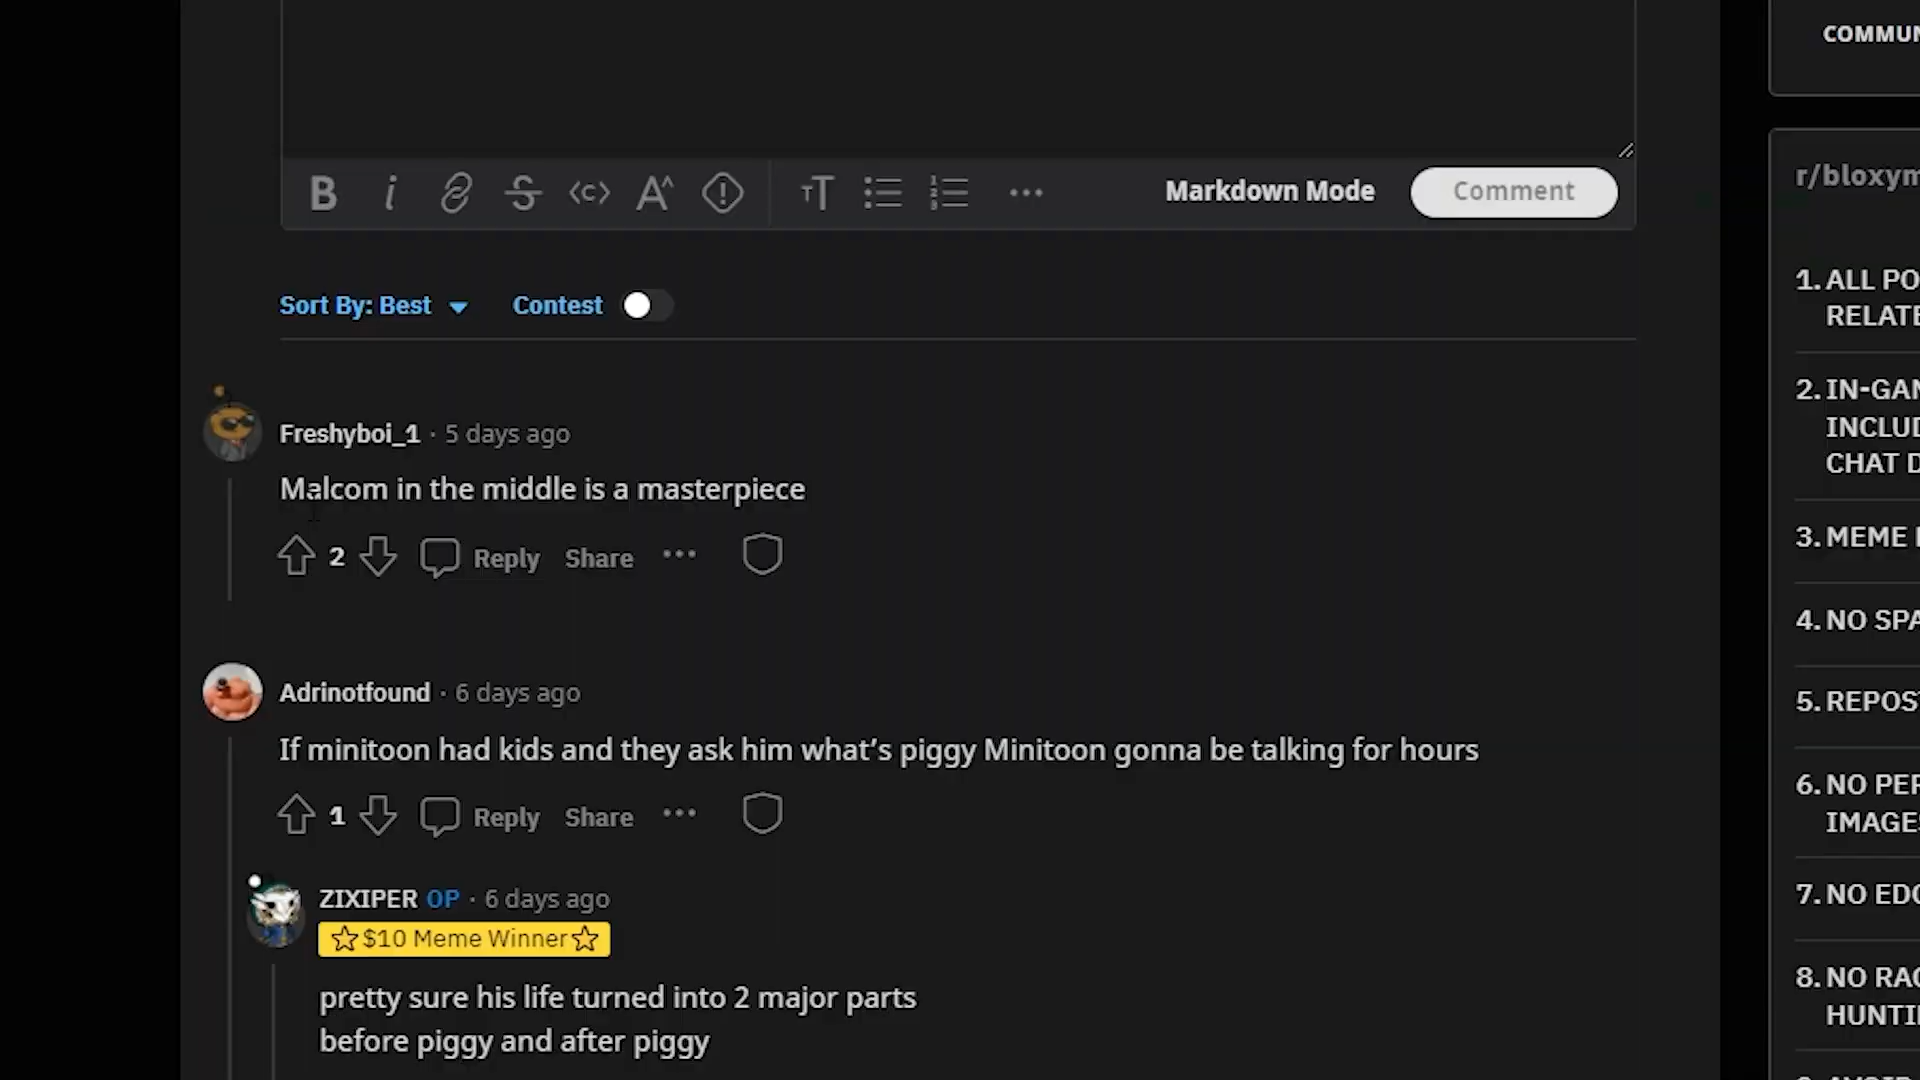 COMMUN
B i <c> A^ TT Markdown Mode Comment
r/bloxym
Sort By: Best Contest
Freshyboi_1 · 5 days ago
Malcom in the middle is a masterpiece
2 Reply Share ...
Adrinotfound · 6 days ago
If minitoon had kids and they ask him what’s piggy Minitoon gonna be talking for hours
1 Reply Share ...
ZIXIPER OP · 6 days ago
☆$10 Meme Winner☆
pretty sure his life turned into 2 major parts
before piggy and after piggy
1. ALL PO
RELATE
2. IN-GAM
INCLUD
CHAT D
3. MEME
4. NO SPA
5. REPOST
6. NO PER
IMAGES
7. NO EDG
8. NO RAC
HUNTI